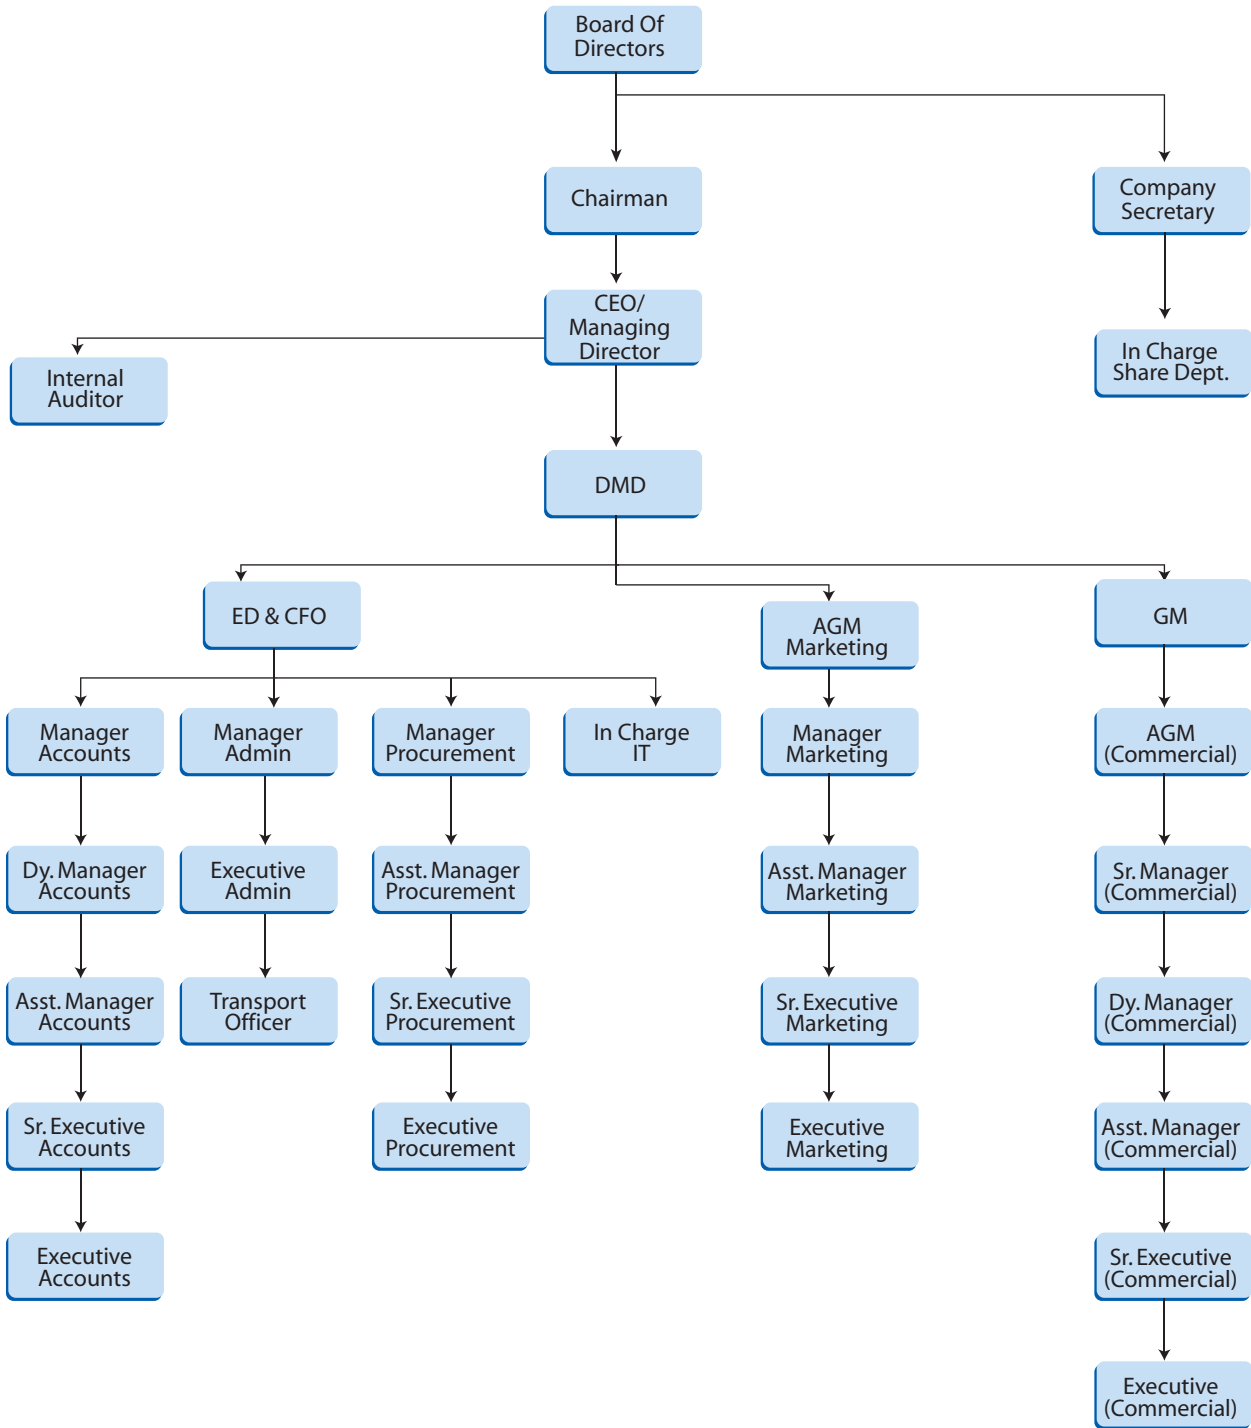 Board Of
Directors
Chairman
Company
Secretary
CEO/
Managing
Director
In Charge
Share Dept.
Internal
Auditor
DMD
ED & CFO
AGM
Marketing
GM
Manager
Accounts
Manager
Admin
Manager
Procurement
In Charge
IT
Manager
Marketing
AGM
(Commercial)
Dy. Manager
Accounts
Executive
Admin
Asst. Manager
Procurement
Asst. Manager
Marketing
Sr. Manager
(Commercial)
Asst. Manager
Accounts
Transport
Officer
Sr. Executive
Procurement
Sr. Executive
Marketing
Dy. Manager
(Commercial)
Sr. Executive
Accounts
Executive
Procurement
Executive
Marketing
Asst. Manager
(Commercial)
Executive
Accounts
Sr. Executive
(Commercial)
Executive
(Commercial)